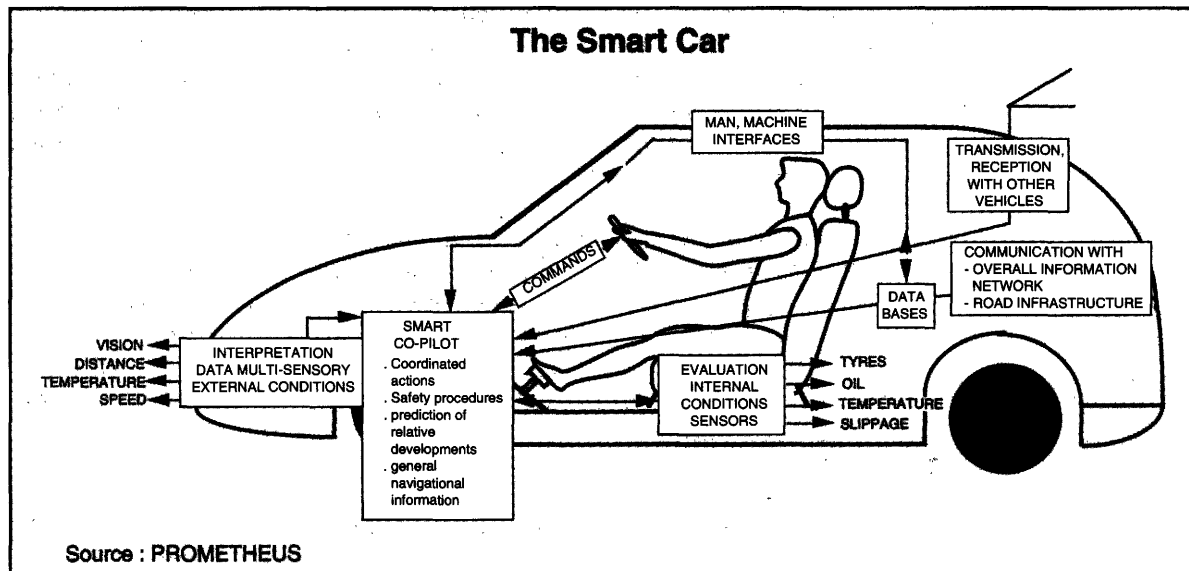 The Smart Car
MAN, MACHINE
INTERFACES
TRANSMISSION,
RECEPTION
WITH OTHER
VEHICLES
COMMUNICATION WITH
- OVERALL INFORMATION
NETWORK
- ROAD INFRASTRUCTURE
COMMANDS
DATA
BASES
SMART
CO-PILOT
. Coordinated
actions
. Safety procedures
. prediction of
relative
developments
. general
navigational
information
VISION
DISTANCE
TEMPERATURE
SPEED
INTERPRETATION
DATA MULTI-SENSORY
EXTERNAL CONDITIONS
EVALUATION
INTERNAL
CONDITIONS
SENSORS
TYRES
OIL
TEMPERATURE
SLIPPAGE
Source : PROMETHEUS